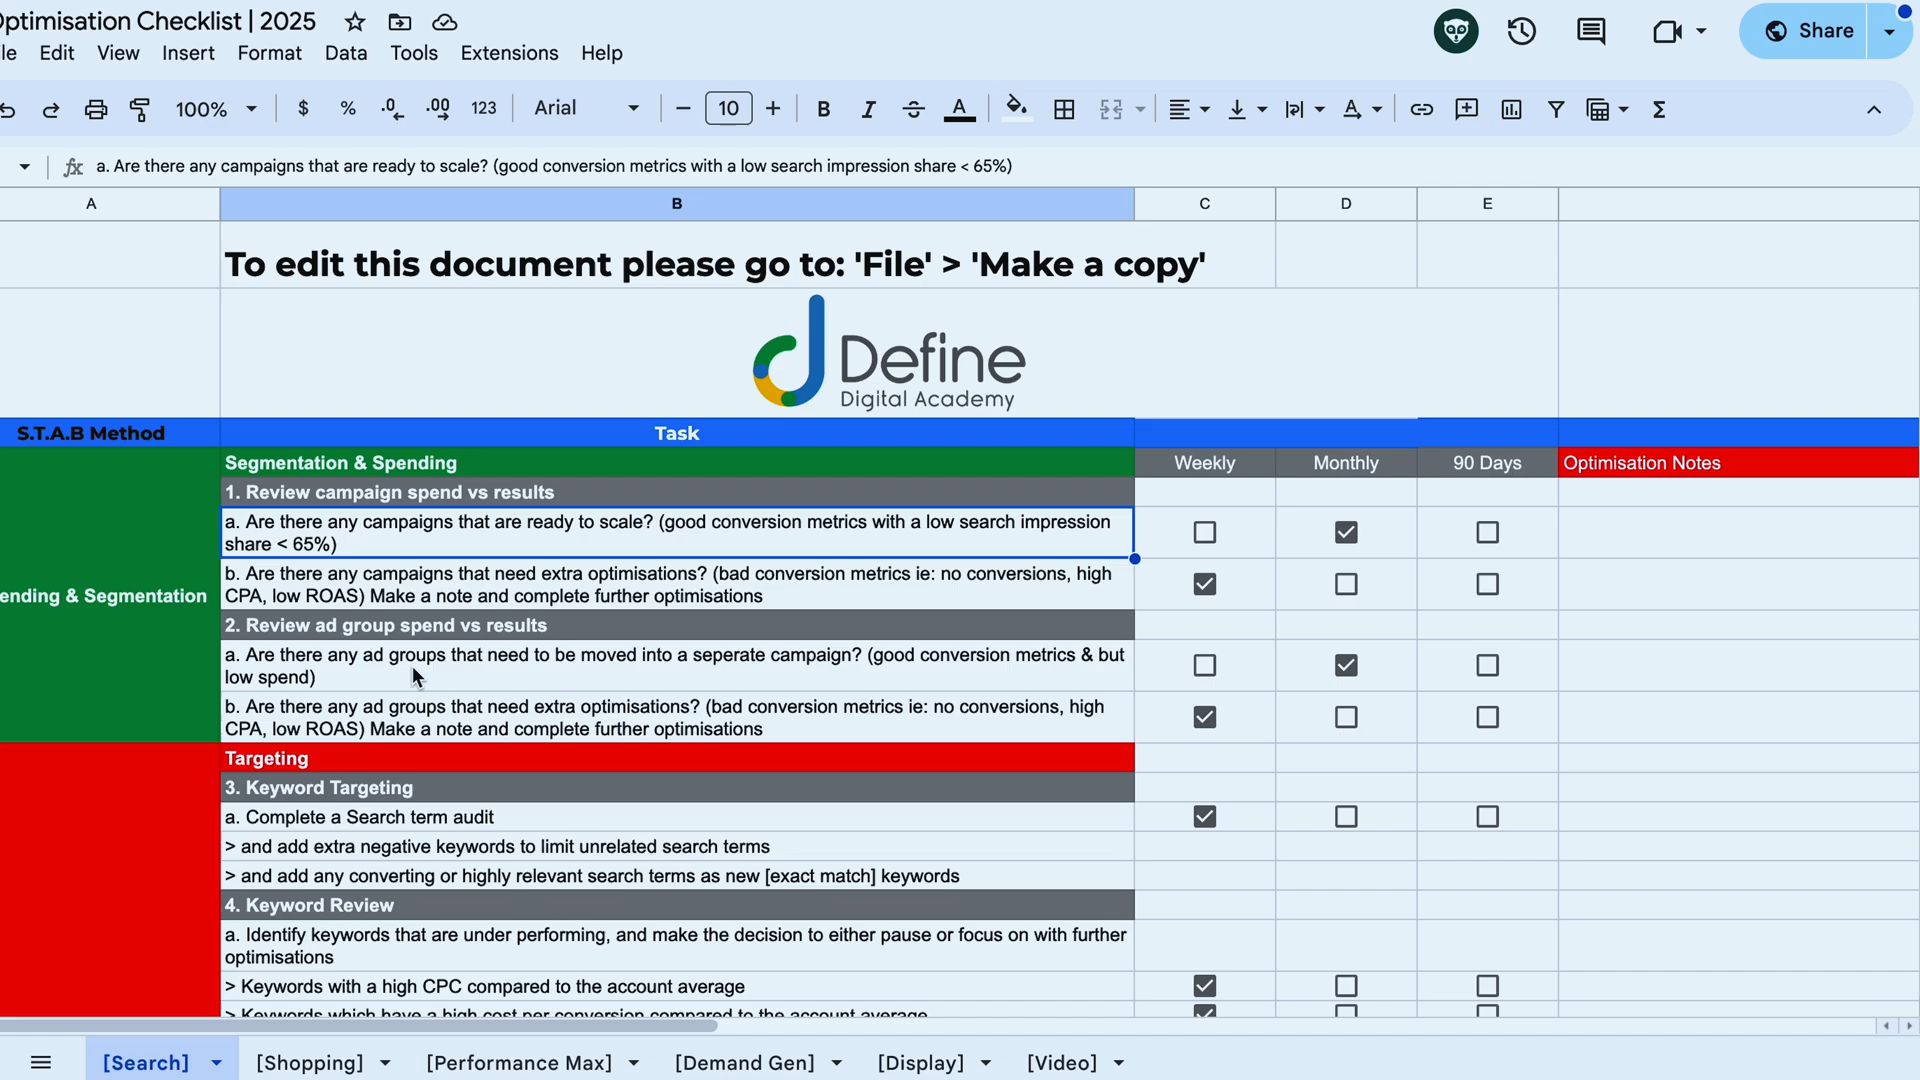 ptimisation Checklist | 2025
le Edit View Insert Format Data Tools Extensions Help
Share
100% $ % .0 .00 123 Arial 10 B I S A Σ
fx a. Are there any campaigns that are ready to scale? (good conversion metrics with a low search impression share < 65%)
A B C D E
To edit this document please go to: 'File' > 'Make a copy'
Define
Digital Academy
S.T.A.B Method Task
Segmentation & Spending Weekly Monthly 90 Days Optimisation Notes
1. Review campaign spend vs results
a. Are there any campaigns that are ready to scale? (good conversion metrics with a low search impression
share < 65%)
b. Are there any campaigns that need extra optimisations? (bad conversion metrics ie: no conversions, high
CPA, low ROAS) Make a note and complete further optimisations
ending & Segmentation
2. Review ad group spend vs results
a. Are there any ad groups that need to be moved into a seperate campaign? (good conversion metrics & but
low spend)
b. Are there any ad groups that need extra optimisations? (bad conversion metrics ie: no conversions, high
CPA, low ROAS) Make a note and complete further optimisations
Targeting
3. Keyword Targeting
a. Complete a Search term audit
> and add extra negative keywords to limit unrelated search terms
> and add any converting or highly relevant search terms as new [exact match] keywords
4. Keyword Review
a. Identify keywords that are under performing, and make the decision to either pause or focus on with further
optimisations
> Keywords with a high CPC compared to the account average
> Keywords which have a high cost per conversion compared to the account average
[Search] [Shopping] [Performance Max] [Demand Gen] [Display] [Video]